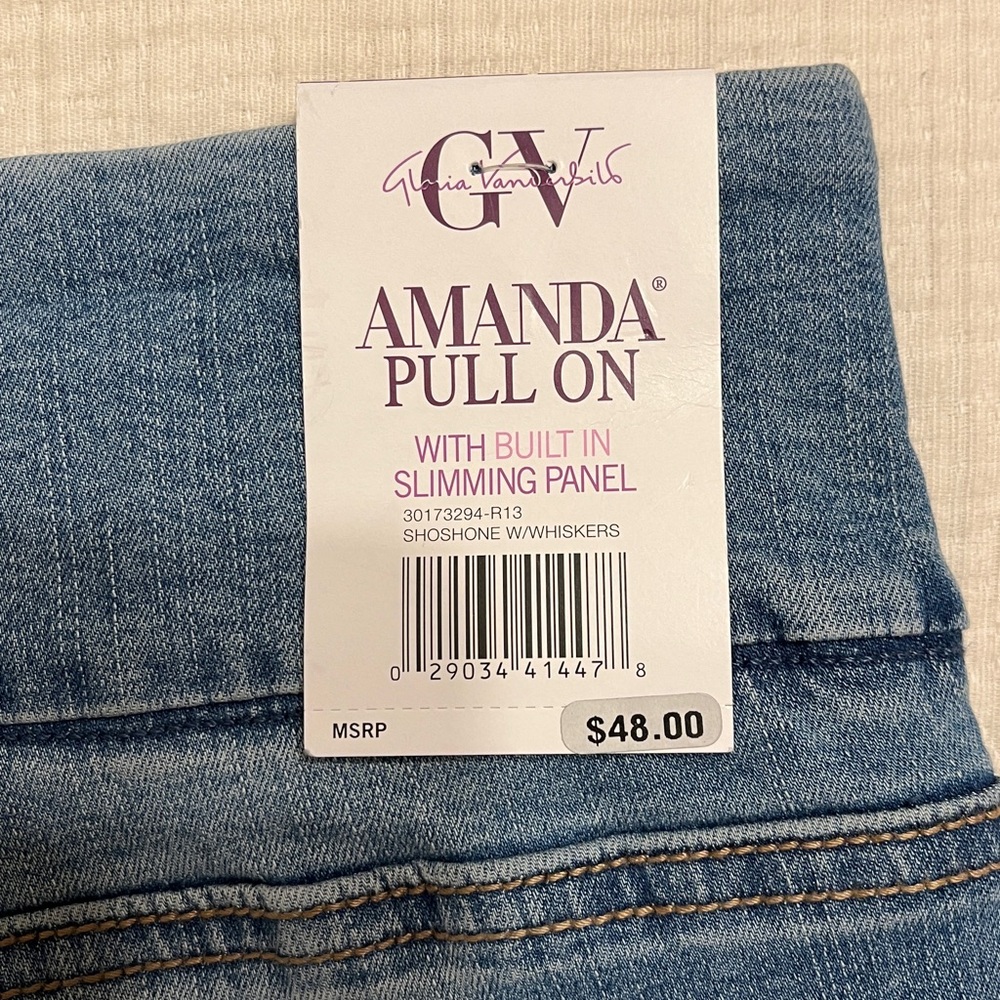 GV
Gloria Vanderbilt
AMANDA®
PULL ON
WITH BUILT IN
SLIMMING PANEL
30173294-R13
SHOSHONE W/WHISKERS
0 29034 41447 8
MSRP $48.00